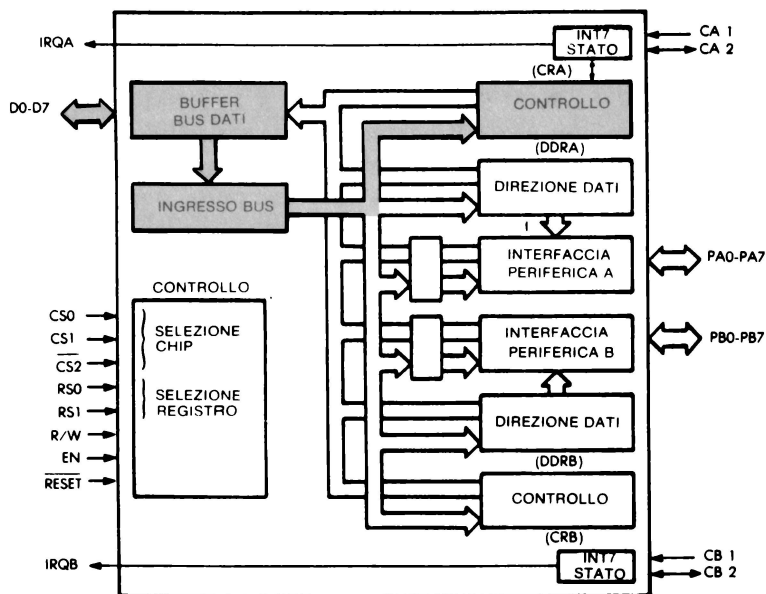 IRQA
INT7
STATO
CA 1
CA 2
(CRA)
D0-D7
BUFFER
BUS DATI
CONTROLLO
(DDRA)
INGRESSO BUS
DIREZIONE DATI
1
INTERFACCIA
PERIFERICA A
PA0-PA7
CONTROLLO
CS0
CS1
CS2
RS0
RS1
R/W
EN
RESET
SELEZIONE
CHIP
SELEZIONE
REGISTRO
INTERFACCIA
PERIFERICA B
PB0-PB7
DIREZIONE DATI
(DDRB)
CONTROLLO
(CRB)
IRQB
INT7
STATO
CB 1
CB 2